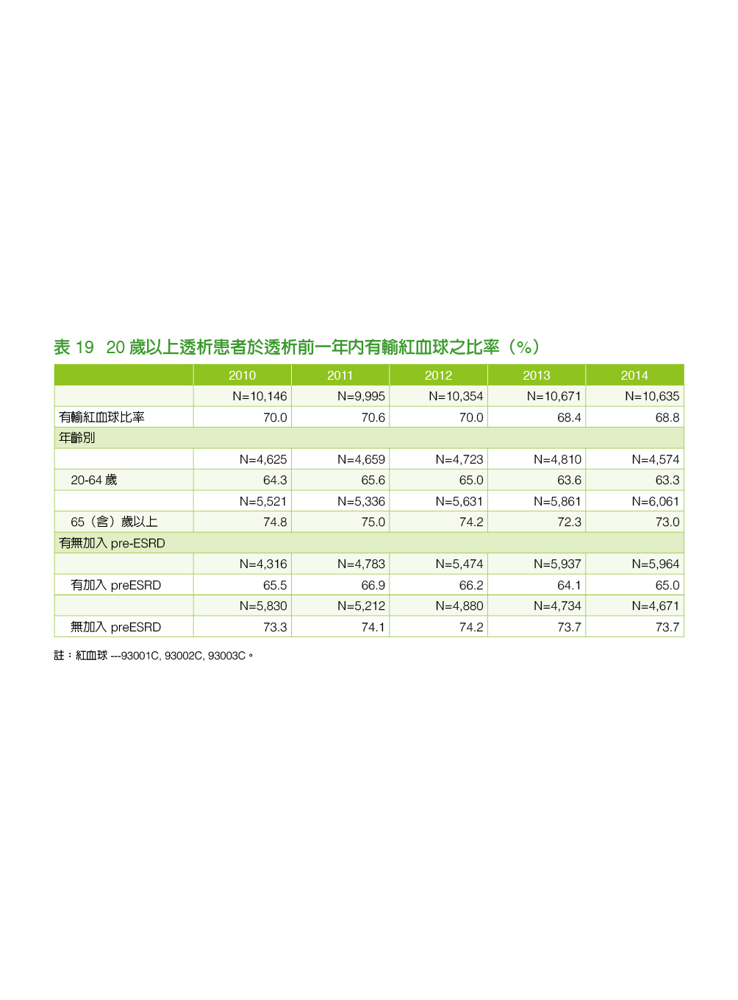 表 19 20 歲以上透析患者於透析前一年內有輸紅血球之比率（%）
2010 2011 2012 2013 2014
N=10,146 N=9,995 N=10,354 N=10,671 N=10,635
有輸紅血球比率 70.0 70.6 70.0 68.4 68.8
年齡別
N=4,625 N=4,659 N=4,723 N=4,810 N=4,574
20-64 歲 64.3 65.6 65.0 63.6 63.3
N=5,521 N=5,336 N=5,631 N=5,861 N=6,061
65（含）歲以上 74.8 75.0 74.2 72.3 73.0
有無加入 pre-ESRD
N=4,316 N=4,783 N=5,474 N=5,937 N=5,964
有加入 preESRD 65.5 66.9 66.2 64.1 65.0
N=5,830 N=5,212 N=4,880 N=4,734 N=4,671
無加入 preESRD 73.3 74.1 74.2 73.7 73.7
註：紅血球 ---93001C, 93002C, 93003C。